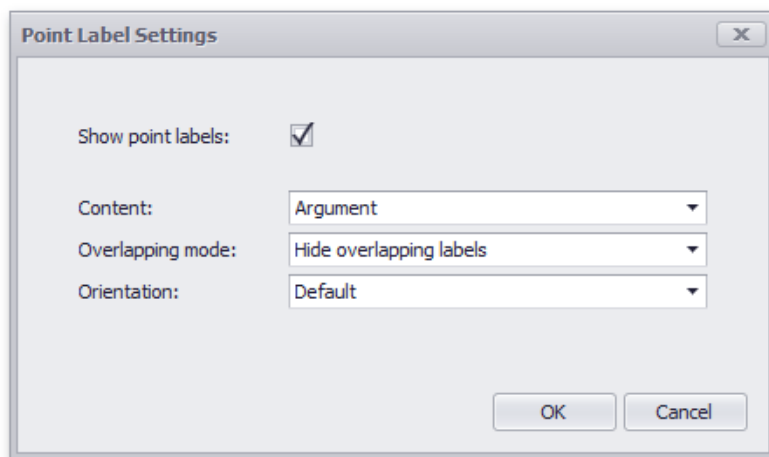 Point Label Settings
Show point labels:
Content: Argument
Overlapping mode: Hide overlapping labels
Orientation: Default
OK Cancel